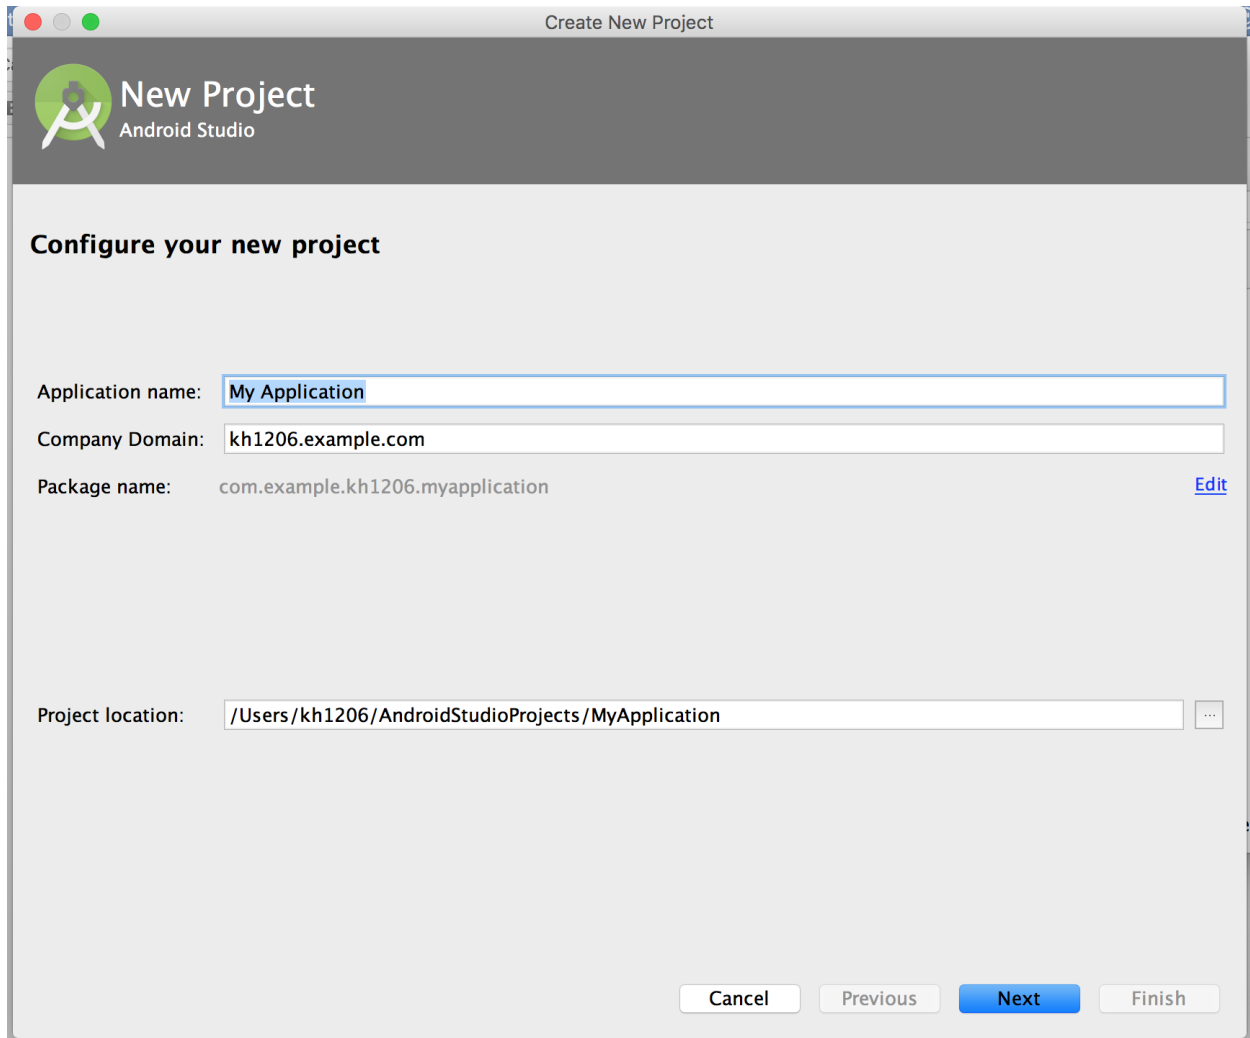 Create New Project
New Project
Android Studio
Configure your new project
Application name: My Application
Company Domain: kh1206.example.com
Package name: com.example.kh1206.myapplication Edit
Project location: /Users/kh1206/AndroidStudioProjects/MyApplication ...
Cancel Previous Next Finish